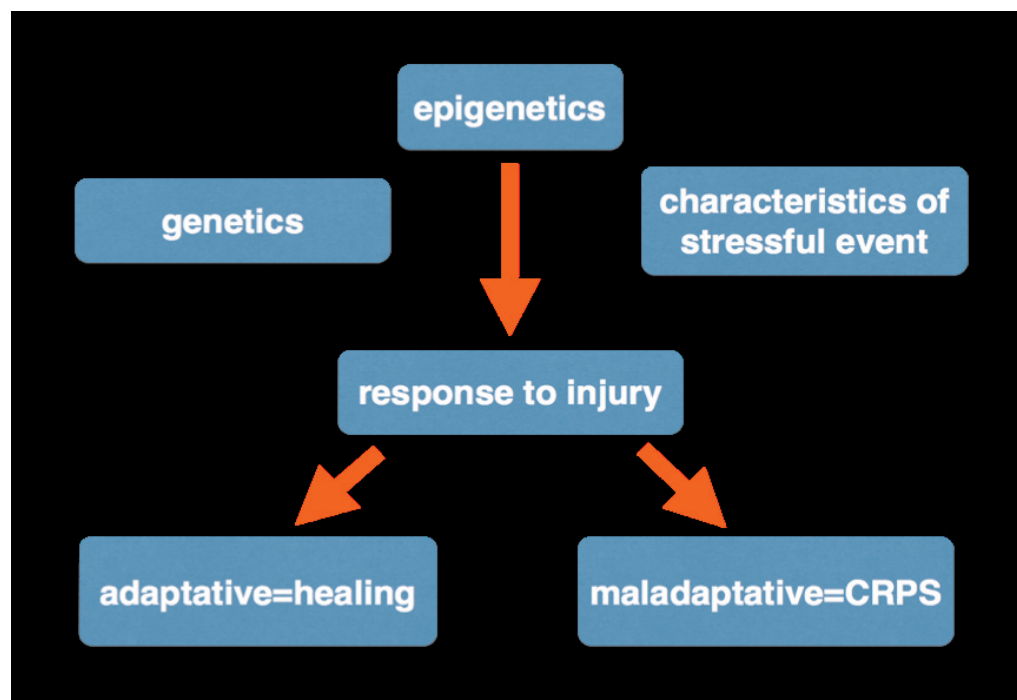 epigenetics
genetics
characteristics of
stressful event
response to injury
adaptative=healing
maladaptative=CRPS